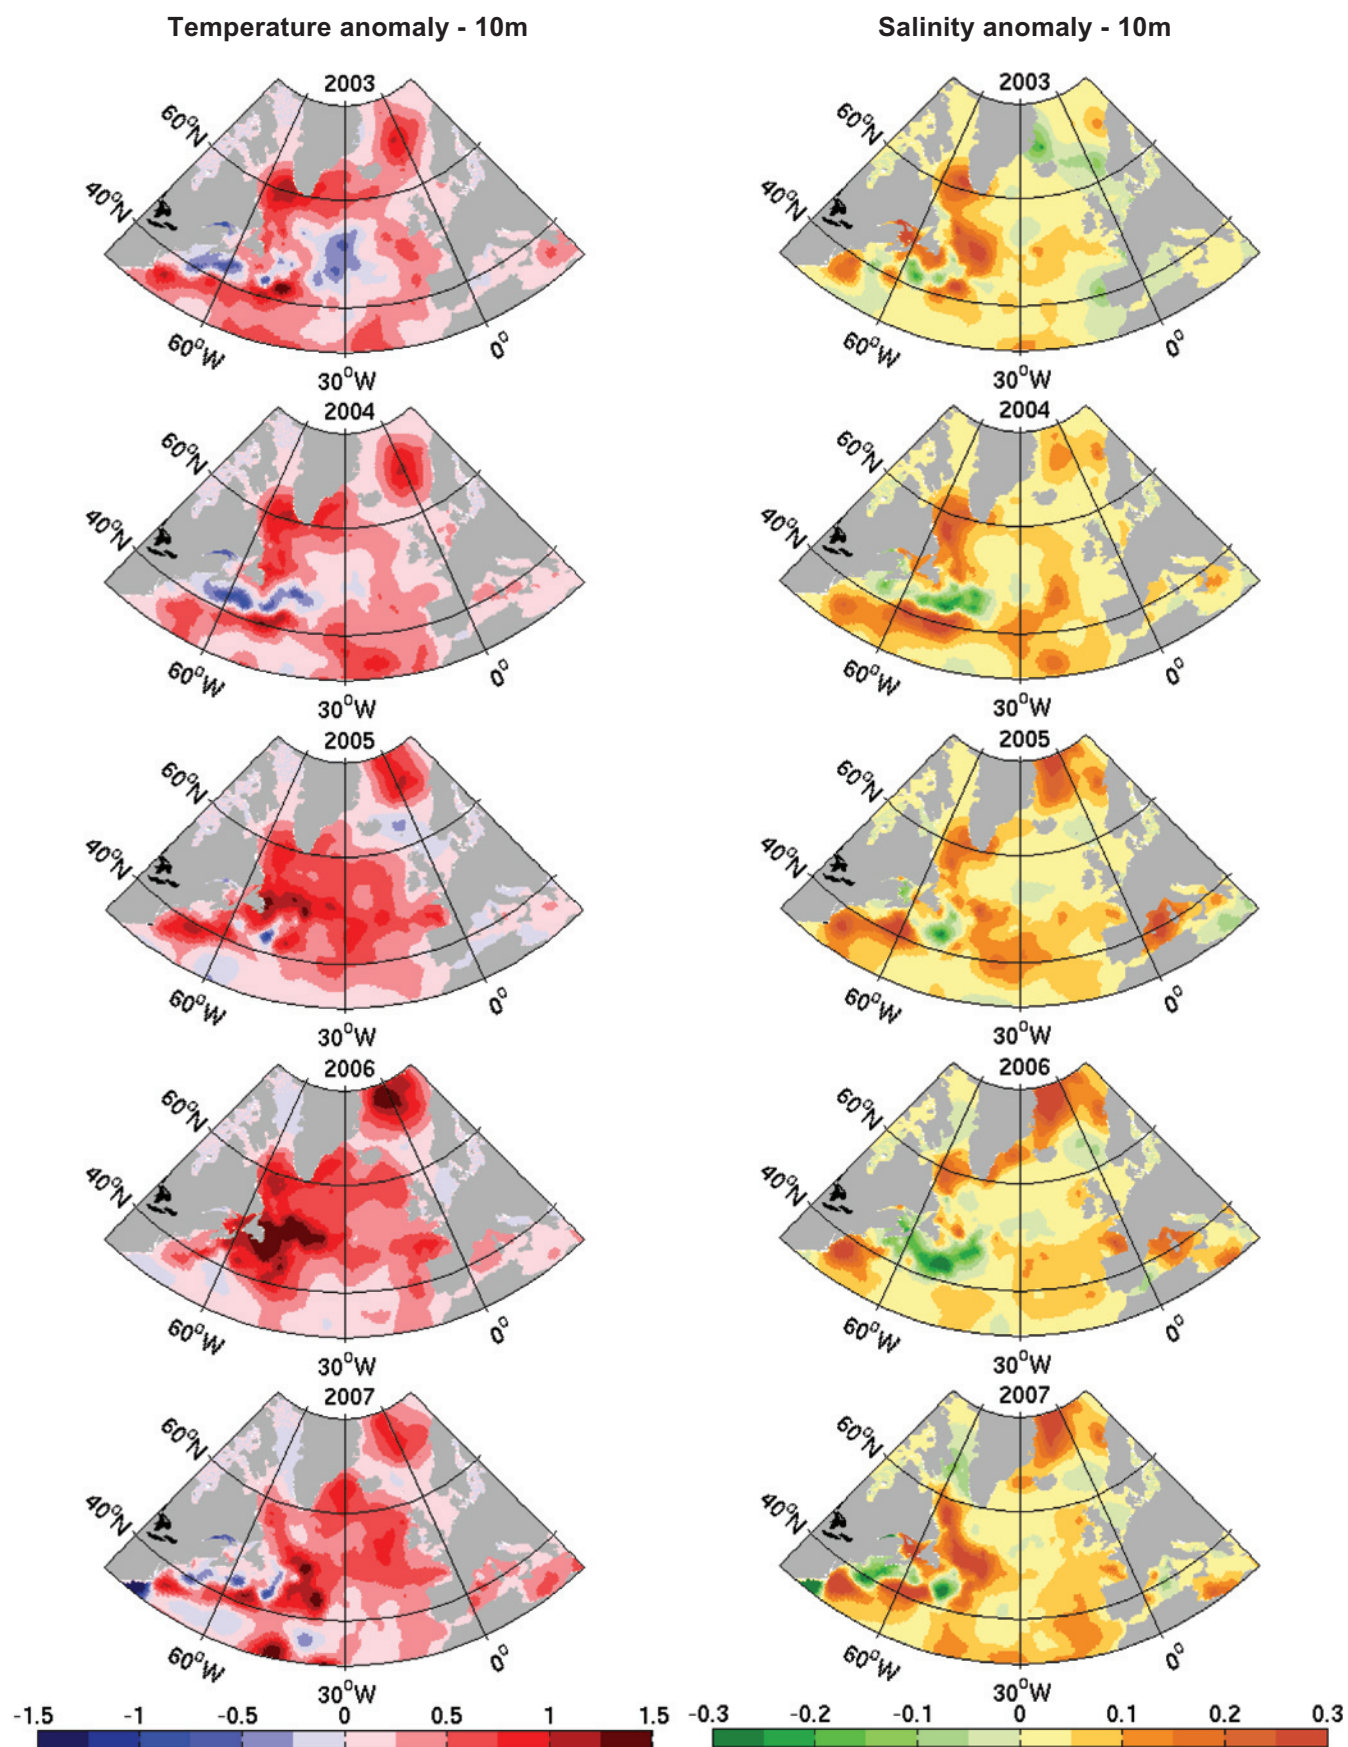 Temperature anomaly - 10m Salinity anomaly - 10m
2003 2003
60°N 60°N
40°N 40°N
60°W 0° 60°W 0°
30°W 30°W
2004 2004
60°N 60°N
40°N 40°N
60°W 0° 60°W 0°
30°W 30°W
2005 2005
60°N 60°N
40°N 40°N
60°W 0° 60°W 0°
30°W 30°W
2006 2006
60°N 60°N
40°N 40°N
60°W 0° 60°W 0°
30°W 30°W
2007 2007
60°N 60°N
40°N 40°N
60°W 0° 60°W 0°
30°W 30°W
-1.5 -1 -0.5 0 0.5 1 1.5 -0.3 -0.2 -0.1 0 0.1 0.2 0.3